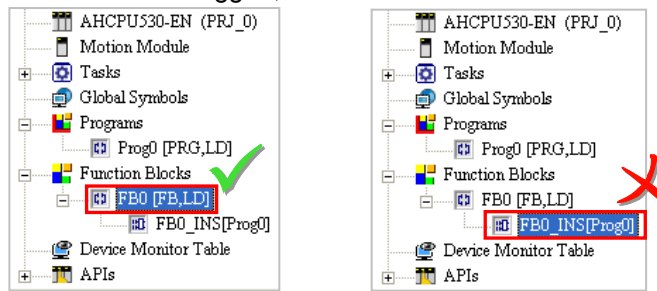 AHCPU530-EN (PRJ_0)
Motion Module
Tasks
Global Symbols
Programs
Prog0 [PRG,LD]
Function Blocks
FB0 [FB,LD]
FB0_INS[Prog0]
Device Monitor Table
APIs
AHCPU530-EN (PRJ_0)
Motion Module
Tasks
Global Symbols
Programs
Prog0 [PRG,LD]
Function Blocks
FB0 [FB,LD]
FB0_INS[Prog0]
Device Monitor Table
APIs